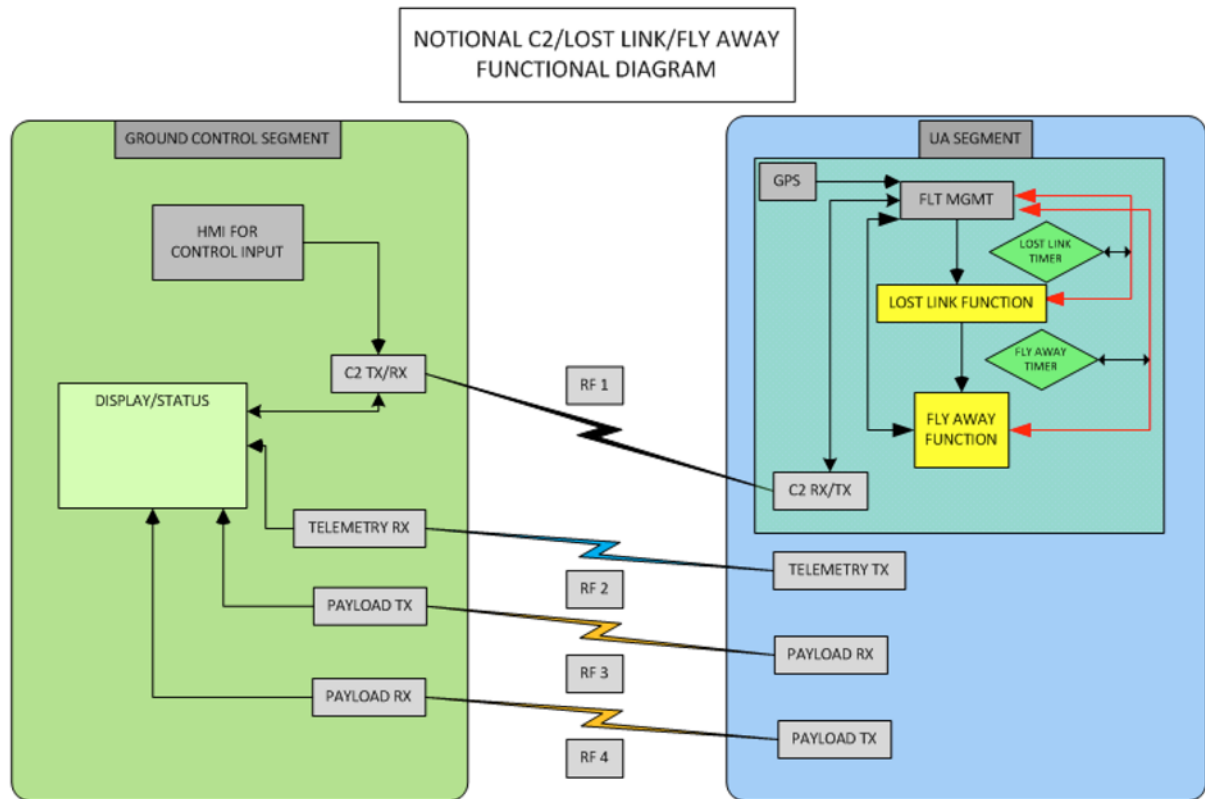 NOTIONAL C2/LOST LINK/FLY AWAY
FUNCTIONAL DIAGRAM
GROUND CONTROL SEGMENT
HMI FOR
CONTROL INPUT
C2 TX/RX
DISPLAY/STATUS
TELEMETRY RX
PAYLOAD TX
PAYLOAD RX
RF 1
RF 2
RF 3
RF 4
UA SEGMENT
GPS
FLT MGMT
LOST LINK
TIMER
LOST LINK FUNCTION
FLY AWAY
TIMER
FLY AWAY
FUNCTION
C2 RX/TX
TELEMETRY TX
PAYLOAD RX
PAYLOAD TX